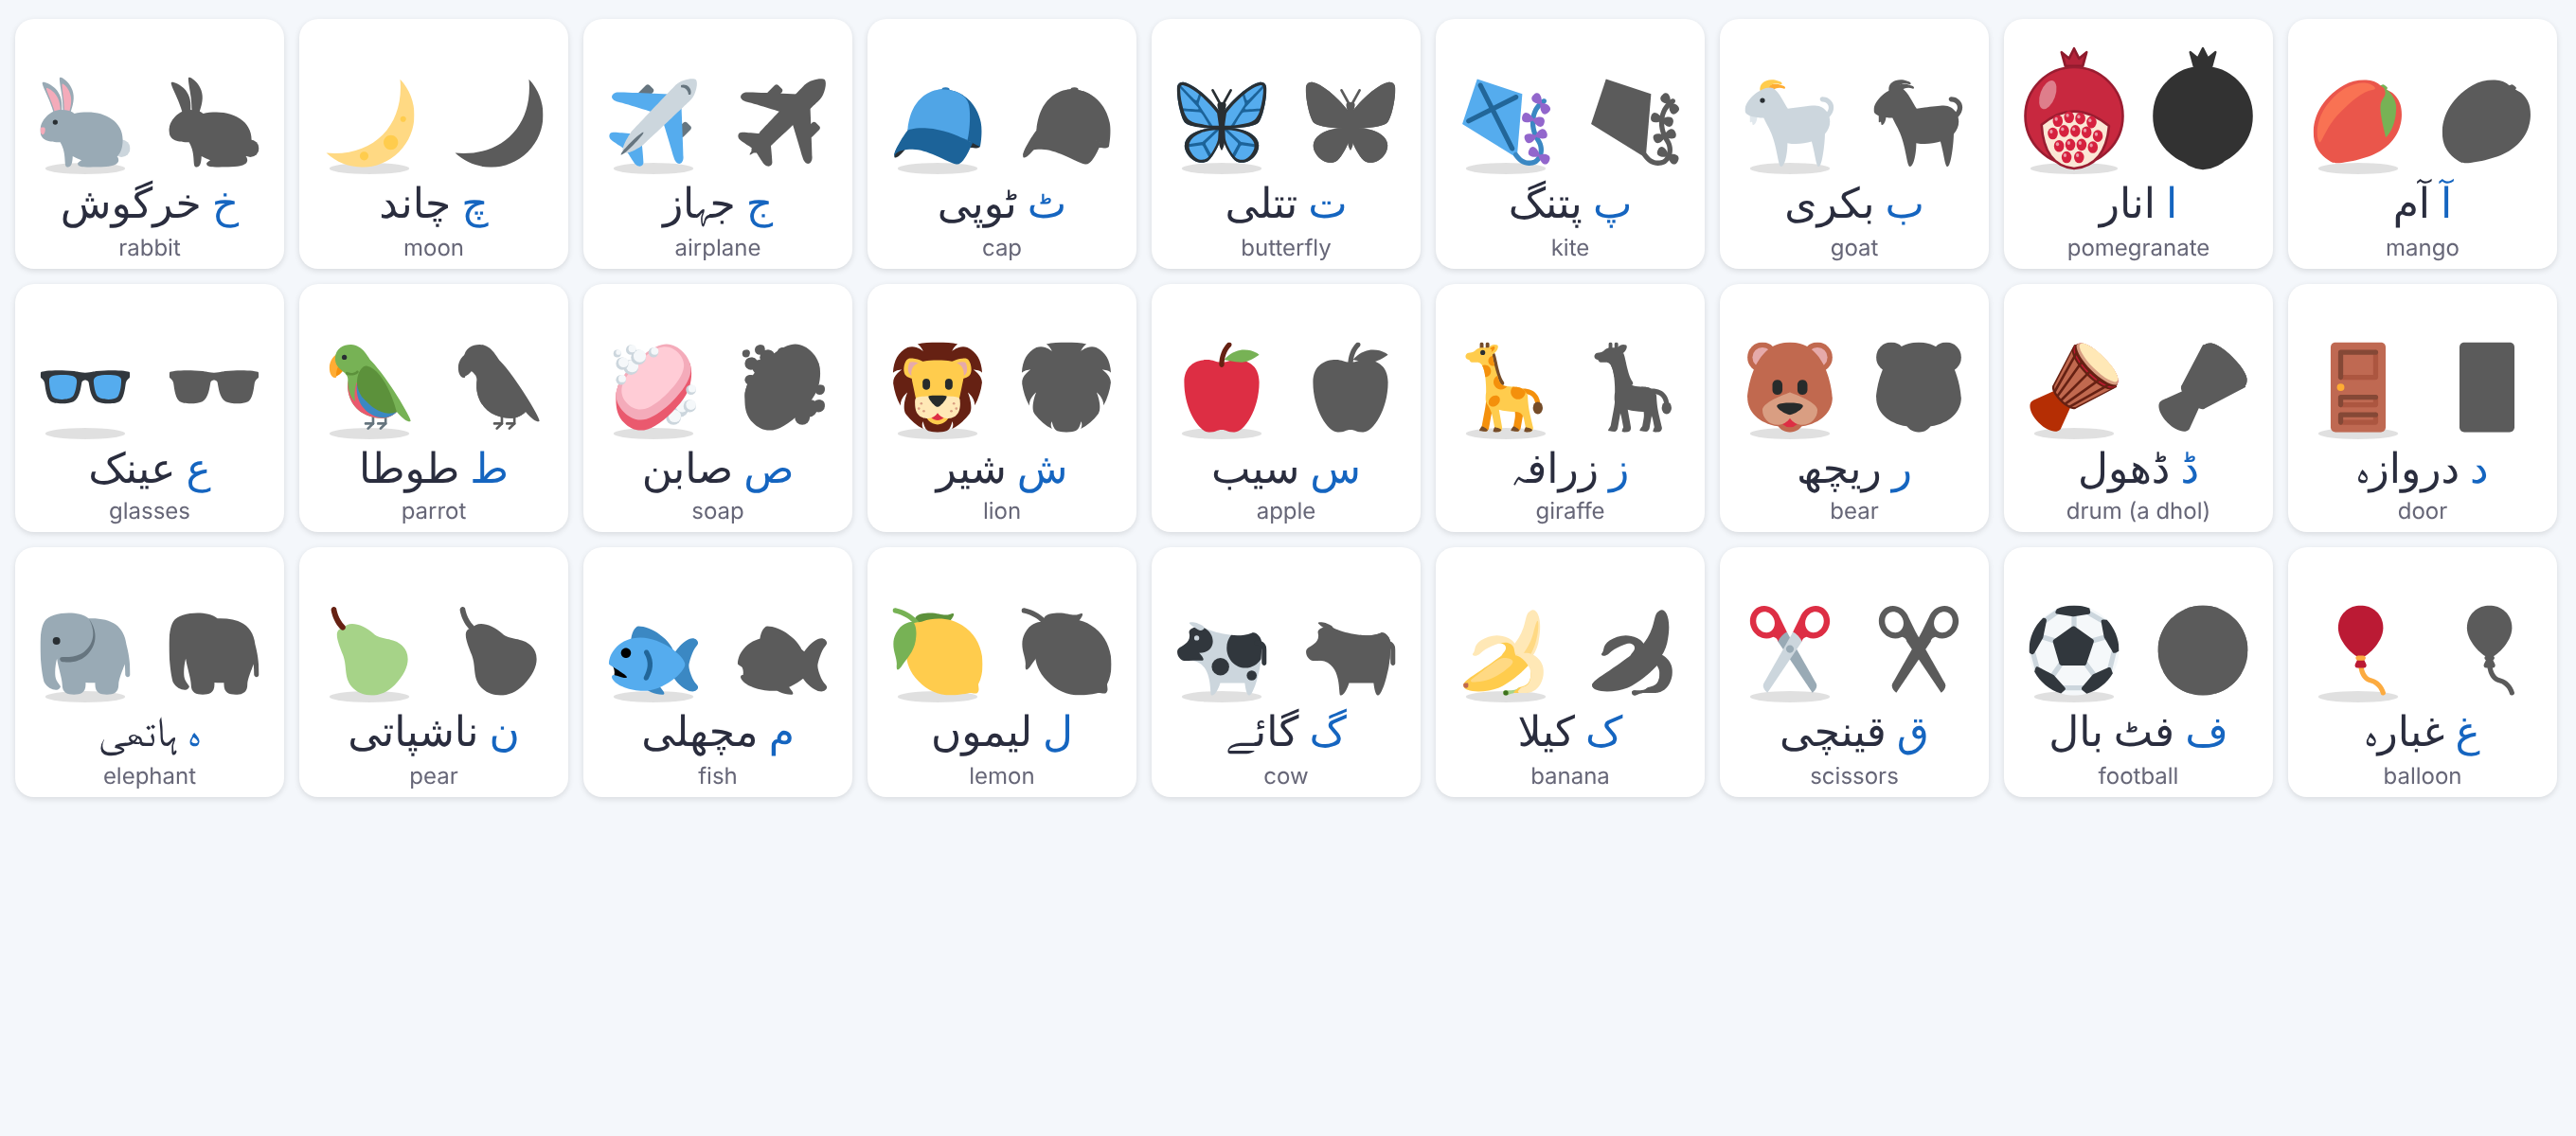 آ آم
mango
ا انار
pomegranate
ب بکری
goat
پ پتنگ
kite
ت تتلی
butterfly
ٹ ٹوپی
cap
ج جہاز
airplane
چ چاند
moon
خ خرگوش
rabbit
د دروازہ
door
ڈ ڈھول
drum (a dhol)
ر ریچھ
bear
ز زرافہ
giraffe
س سیب
apple
ش شیر
lion
ص صابن
soap
ط طوطا
parrot
ع عینک
glasses
غ غبارہ
balloon
ف فٹ بال
football
ق قینچی
scissors
ک کیلا
banana
گ گائے
cow
ل لیموں
lemon
م مچھلی
fish
ن ناشپاتی
pear
ہ ہاتھی
elephant